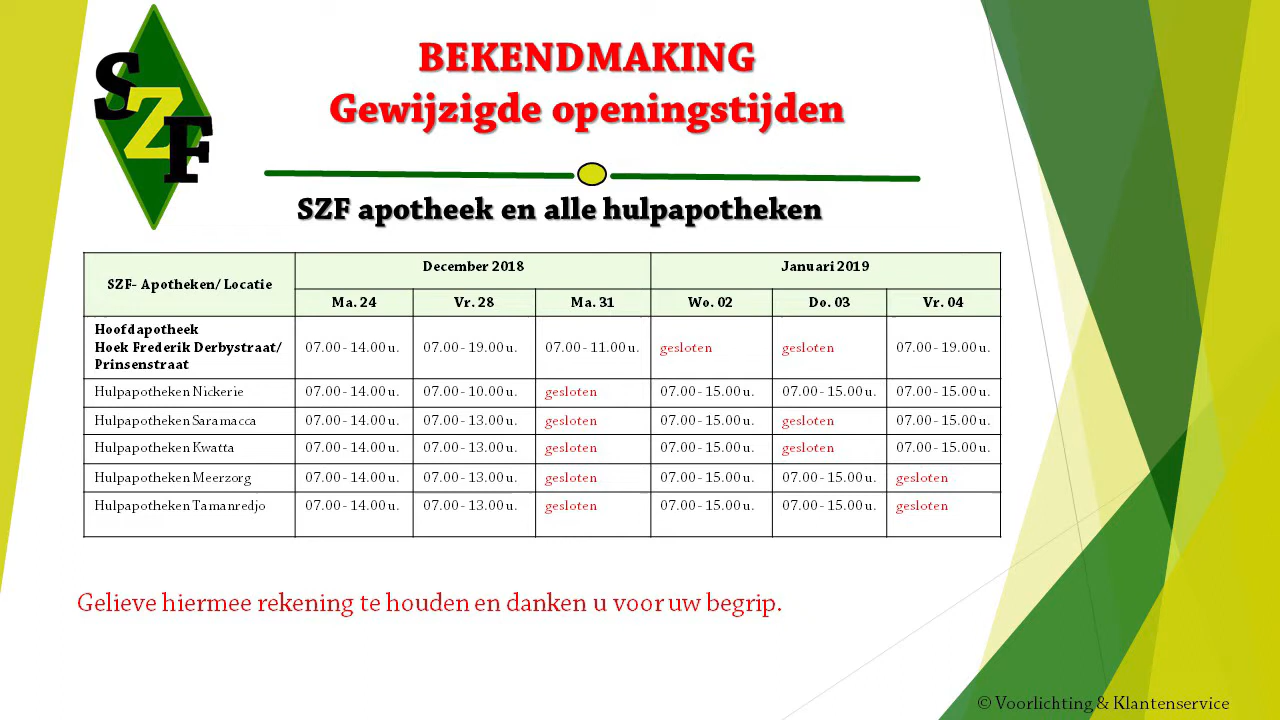 SZF
BEKENDMAKING
Gewijzigde openingstijden
SZF apotheek en alle hulpapotheken
SZF- Apotheken/ Locatie December 2018 Januari 2019
Ma. 24 Vr. 28 Ma. 31 Wo. 02 Do. 03 Vr. 04
Hoofdapotheek
Hoek Frederik Derbystraat/ 07.00 - 14.00 u. 07.00 - 19.00 u. 07.00 - 11.00 u. gesloten gesloten 07.00 - 19.00 u.
Prinsenstraat
Hulpapotheken Nickerie 07.00 - 14.00 u. 07.00 - 10.00 u. gesloten 07.00 - 15.00 u. 07.00 - 15.00 u. 07.00 - 15.00 u.
Hulpapotheken Saramacca 07.00 - 14.00 u. 07.00 - 13.00 u. gesloten 07.00 - 15.00 u. gesloten 07.00 - 15.00 u.
Hulpapotheken Kwatta 07.00 - 14.00 u. 07.00 - 13.00 u. gesloten 07.00 - 15.00 u. gesloten 07.00 - 15.00 u.
Hulpapotheken Meerzorg 07.00 - 14.00 u. 07.00 - 13.00 u. gesloten 07.00 - 15.00 u. 07.00 - 15.00 u. gesloten
Hulpapotheken Tamanredjo 07.00 - 14.00 u. 07.00 - 13.00 u. gesloten 07.00 - 15.00 u. 07.00 - 15.00 u. gesloten
Gelieve hiermee rekening te houden en danken u voor uw begrip.
© Voorlichting & Klantenservice